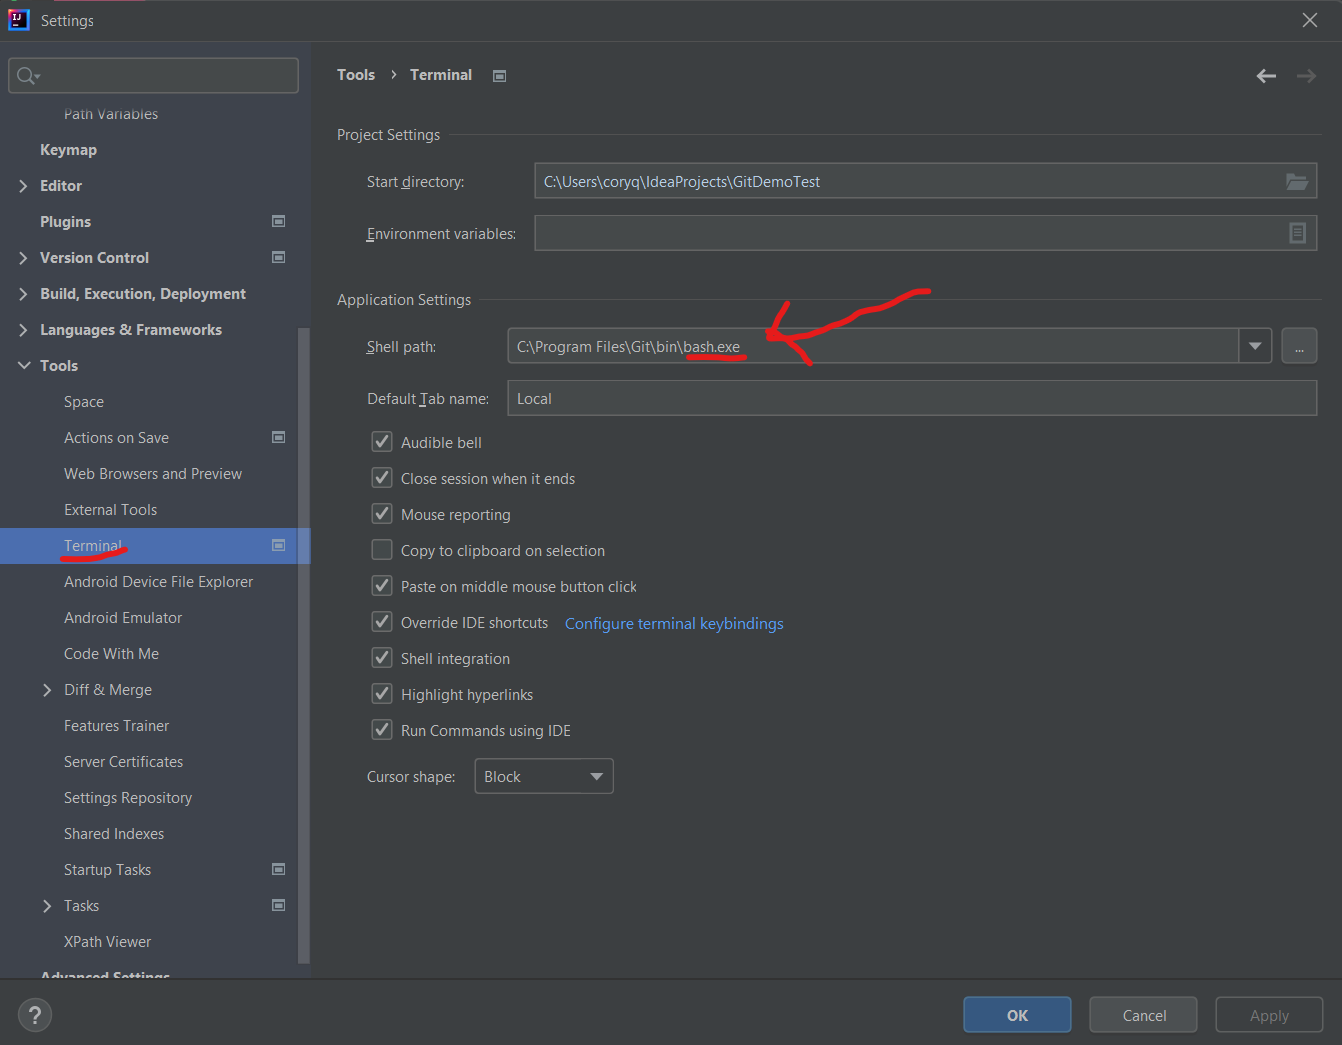 IJ
Settings
Path Variables
Keymap
Editor
Plugins
Version Control
Build, Execution, Deployment
Languages & Frameworks
Tools
Space
Actions on Save
Web Browsers and Preview
External Tools
Terminal
Android Device File Explorer
Android Emulator
Code With Me
Diff & Merge
Features Trainer
Server Certificates
Settings Repository
Shared Indexes
Startup Tasks
Tasks
XPath Viewer
Advanced Settings
Tools › Terminal
Project Settings
Start directory: C:\Users\coryq\IdeaProjects\GitDemoTest
Environment variables:
Application Settings
Shell path: C:\Program Files\Git\bin\bash.exe ...
Default Tab name: Local
Audible bell
Close session when it ends
Mouse reporting
Copy to clipboard on selection
Paste on middle mouse button click
Override IDE shortcuts Configure terminal keybindings
Shell integration
Highlight hyperlinks
Run Commands using IDE
Cursor shape: Block
? OK Cancel Apply